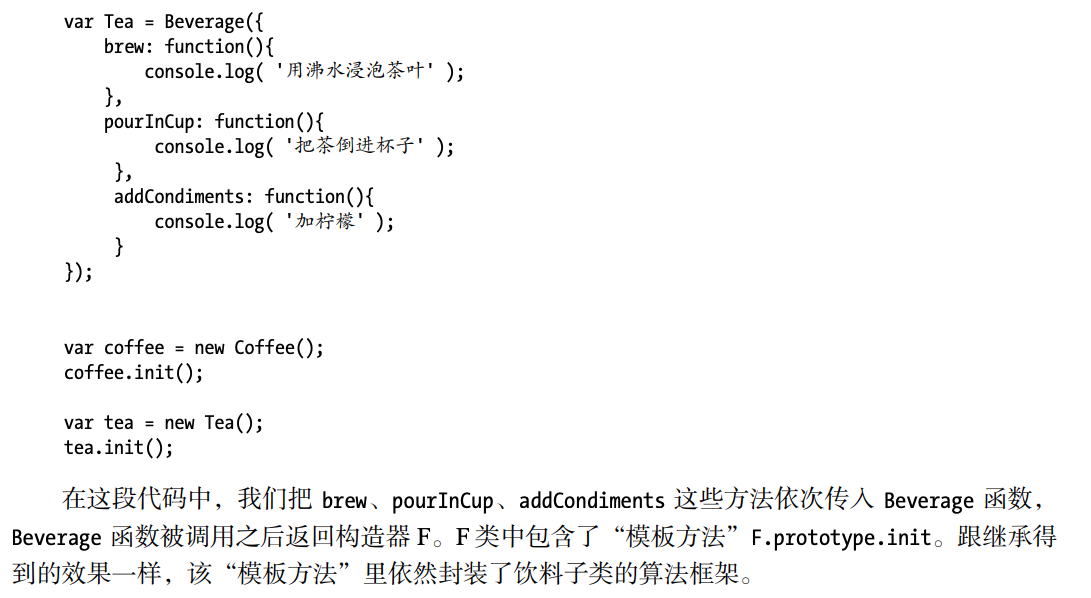 var Tea = Beverage({
    brew: function(){
        console.log( '用沸水浸泡茶叶' );
    },
    pourInCup: function(){
         console.log( '把茶倒进杯子' );
     },
     addCondiments: function(){
         console.log( '加柠檬' );
     }
});
var coffee = new Coffee();
coffee.init();
var tea = new Tea();
tea.init();
在这段代码中，我们把 brew、pourInCup、addCondiments 这些方法依次传入 Beverage 函数，
Beverage 函数被调用之后返回构造器 F。F 类中包含了“模板方法”F.prototype.init。跟继承得
到的效果一样，该“模板方法”里依然封装了饮料子类的算法框架。